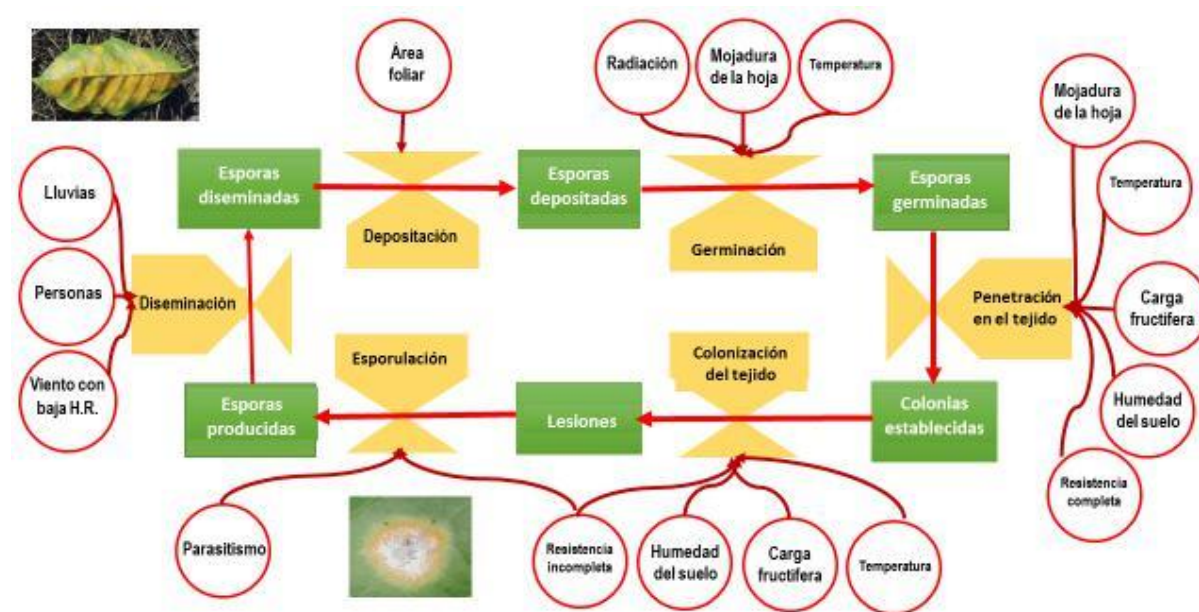 Área
foliar
Radiación
Mojadura
de la hoja
Temperatura
Mojadura
de la hoja
Lluvias
Esporas
diseminadas
Esporas
depositadas
Esporas
germinadas
Temperatura
Depositación
Germinación
Personas
Diseminación
Penetración
en el tejido
Carga
fructifera
Esporulación
Colonización
del tejido
Viento con
baja H.R.
Esporas
producidas
Lesiones
Colonias
establecidas
Humedad
del suelo
Resistencia
completa
Parasitismo
Resistencia
incompleta
Humedad
del suelo
Carga
fructifera
Temperatura